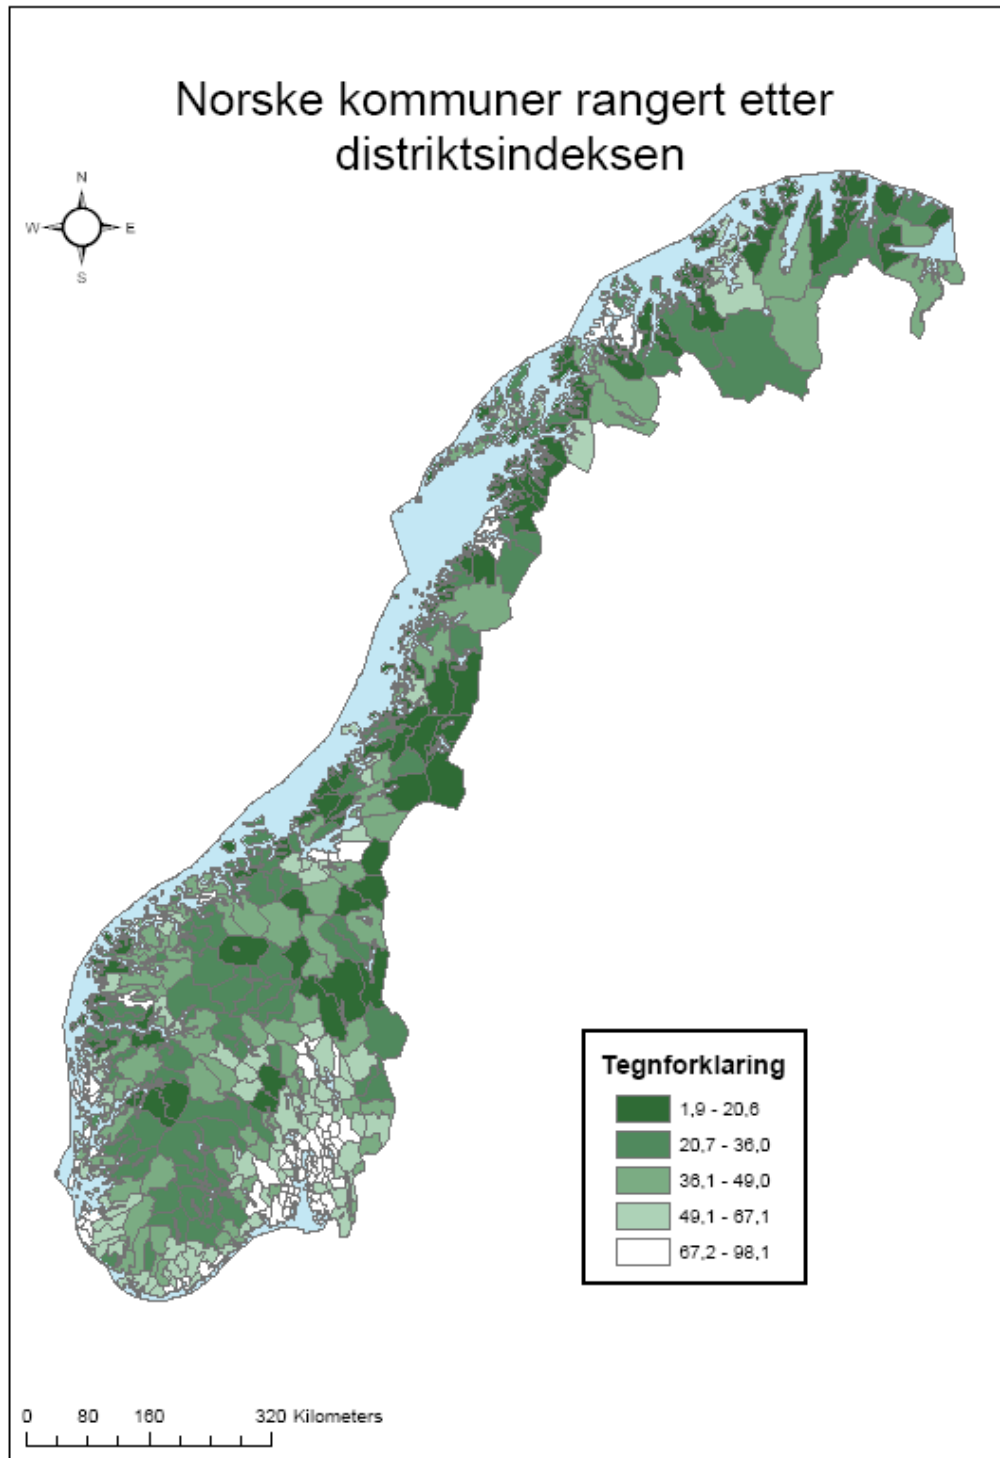 Norske kommuner rangert etter
distriktsindeksen
N
W E
S
Tegnforklaring
1,9 - 20,6
20,7 - 36,0
36,1 - 49,0
49,1 - 67,1
67,2 - 98,1
0 80 160 320 Kilometers